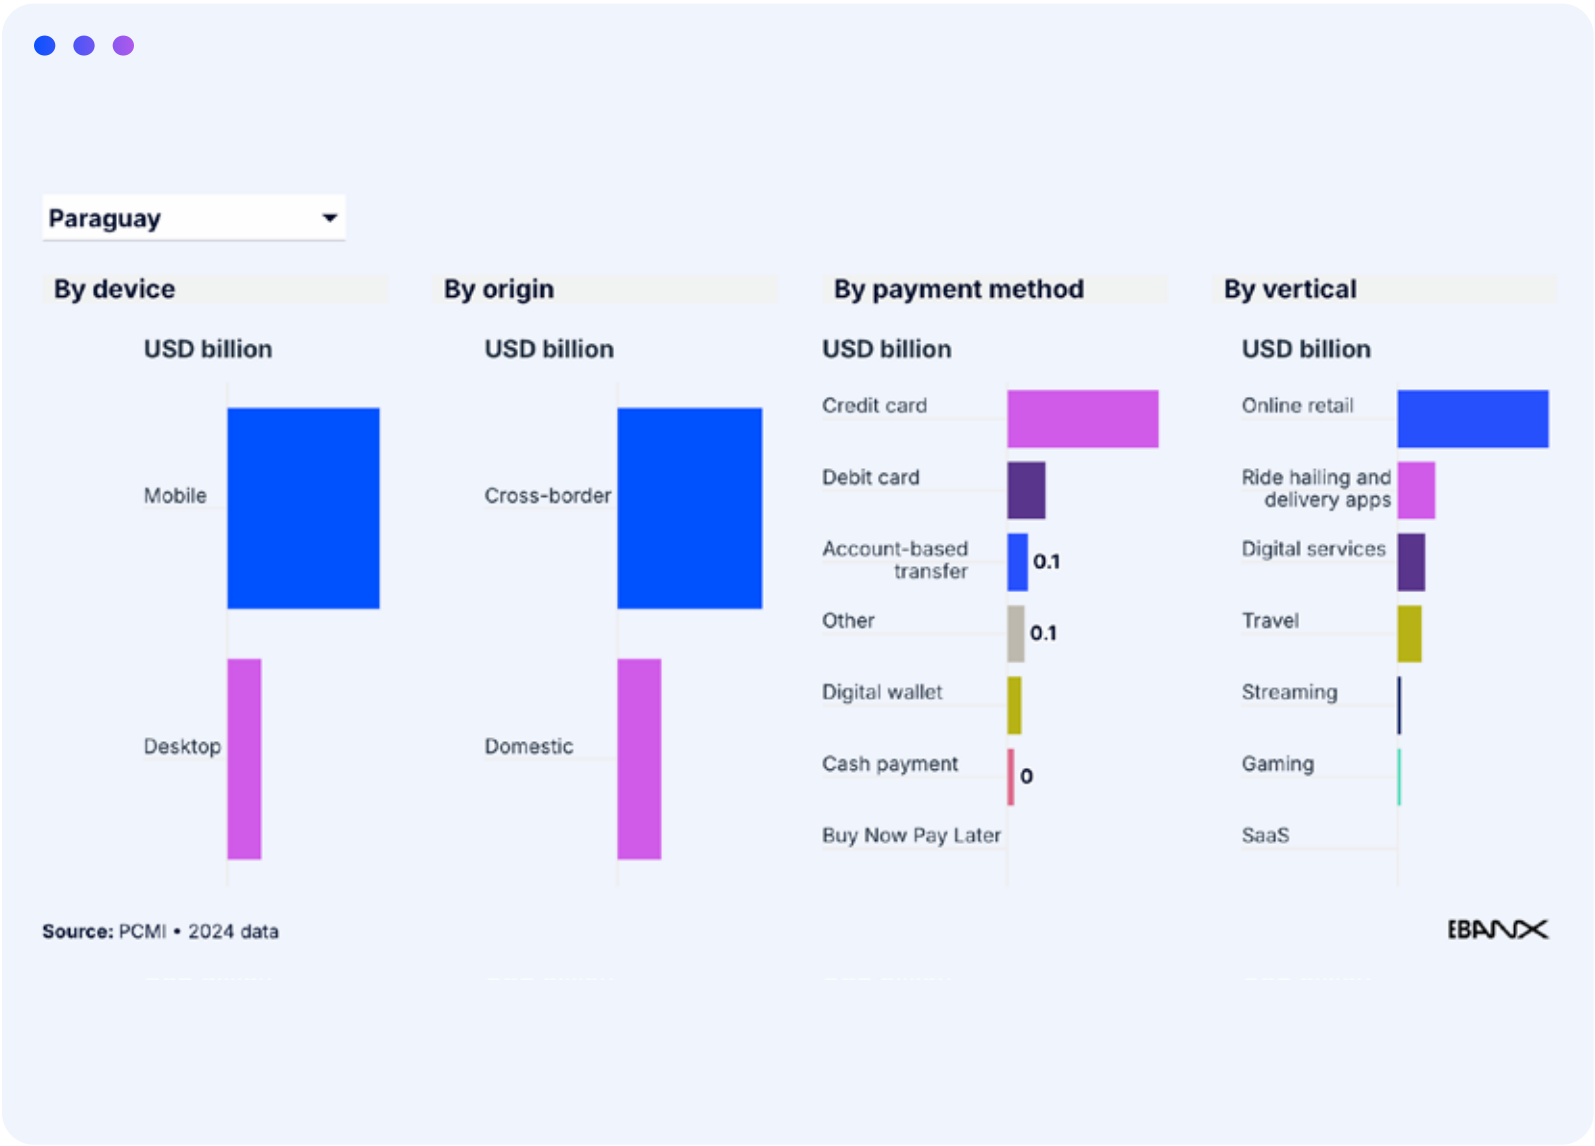 Paraguay
By device
By origin
By payment method
By vertical
USD billion
Mobile
Desktop
USD billion
Cross-border
Domestic
USD billion
Credit card
Debit card
Account-based
transfer
0.1
Other
0.1
Digital wallet
Cash payment
0
Buy Now Pay Later
USD billion
Online retail
Ride hailing and
delivery apps
Digital services
Travel
Streaming
Gaming
SaaS
Source: PCMI • 2024 data
EBANX